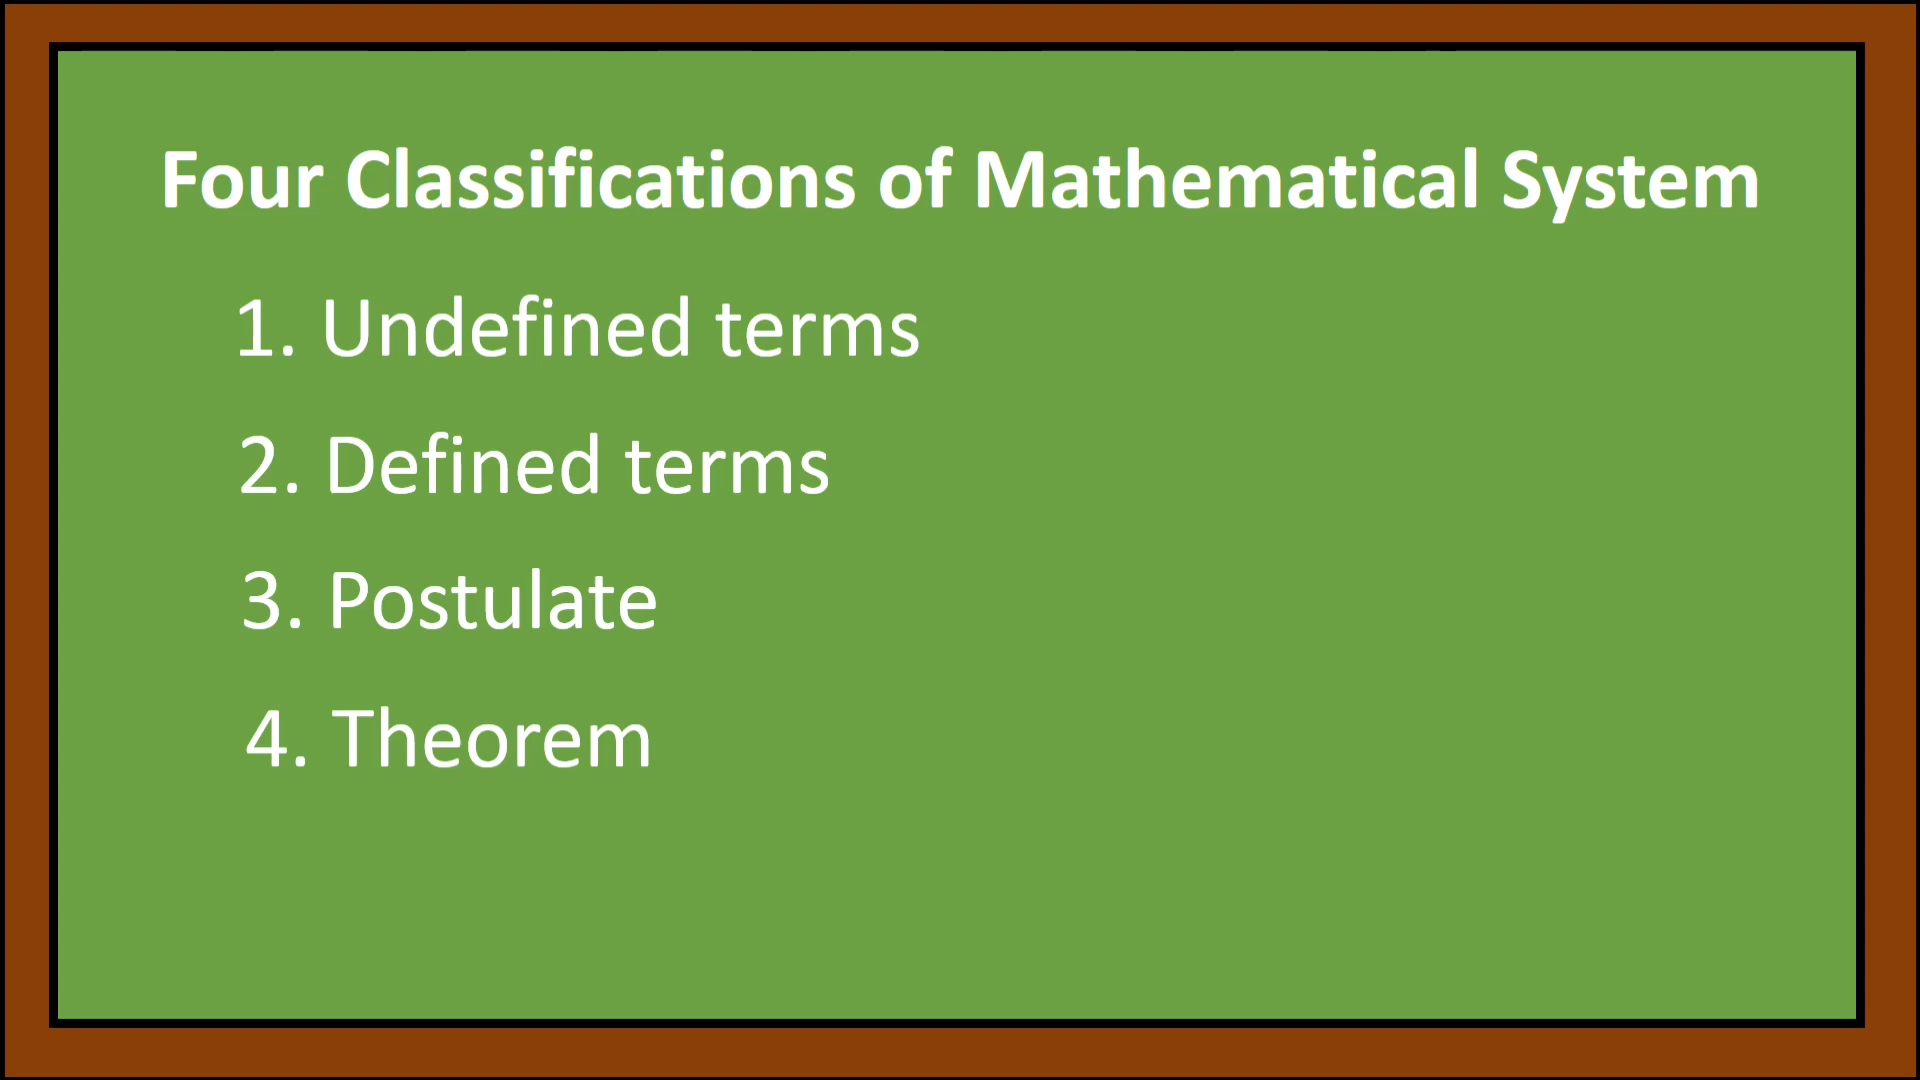 Four Classifications of Mathematical System
1. Undefined terms
2. Defined terms
3. Postulate
4. Theorem